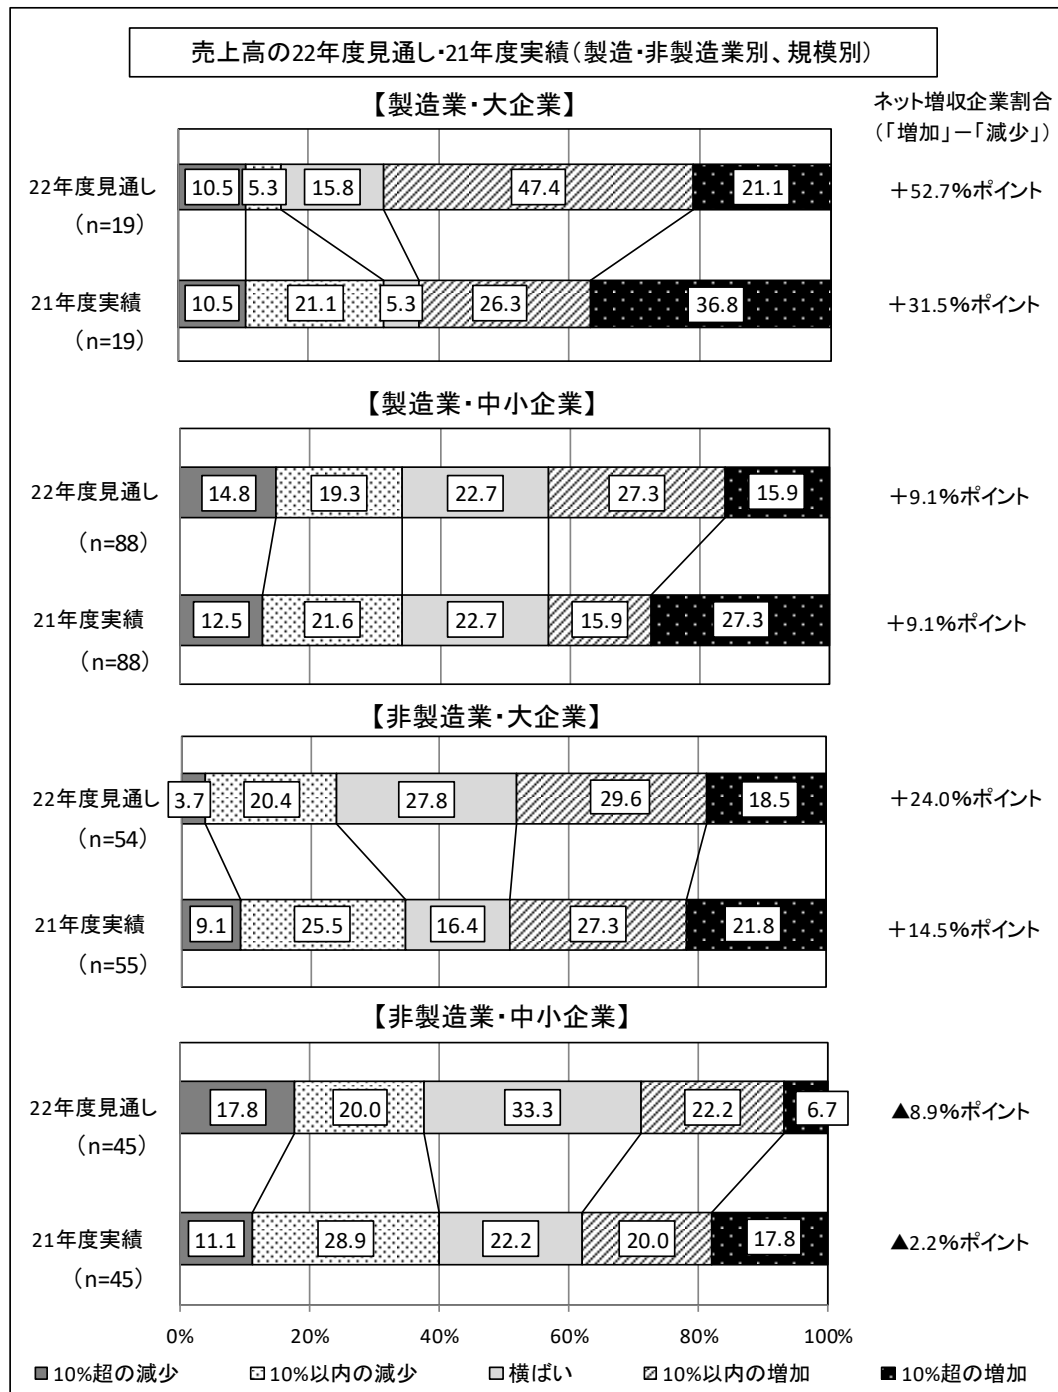 売上高の22年度見通し･21年度実績(製造･非製造業別、規模別)
【製造業･大企業】
ネット増収企業割合
(｢増加｣－｢減少｣)
22年度見通し
(n=19)
10.5 5.3 15.8 47.4 21.1
＋52.7%ポイント
21年度実績
(n=19)
10.5 21.1 5.3 26.3 36.8
＋31.5%ポイント
【製造業･中小企業】
22年度見通し
(n=88)
14.8 19.3 22.7 27.3 15.9
＋9.1%ポイント
21年度実績
(n=88)
12.5 21.6 22.7 15.9 27.3
＋9.1%ポイント
【非製造業･大企業】
22年度見通し
(n=54)
3.7 20.4 27.8 29.6 18.5
＋24.0%ポイント
21年度実績
(n=55)
9.1 25.5 16.4 27.3 21.8
＋14.5%ポイント
【非製造業･中小企業】
22年度見通し
(n=45)
17.8 20.0 33.3 22.2 6.7
▲8.9%ポイント
21年度実績
(n=45)
11.1 28.9 22.2 20.0 17.8
▲2.2%ポイント
0% 20% 40% 60% 80% 100%
10%超の減少 10%以内の減少 横ばい 10%以内の増加 10%超の増加